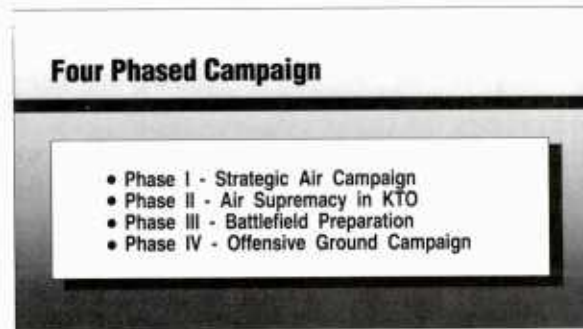 Four Phased Campaign
• Phase I - Strategic Air Campaign
• Phase II - Air Supremacy in KTO
• Phase III - Battlefield Preparation
• Phase IV - Offensive Ground Campaign